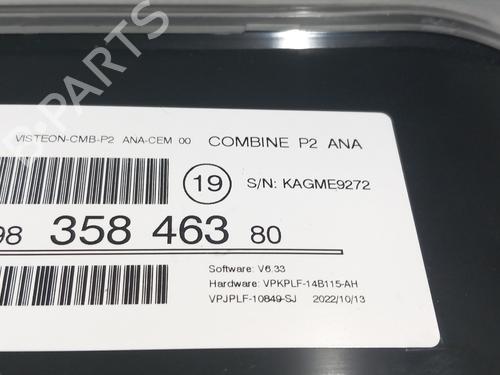 B-PARTS
VISTEON-CMB-P2 ANA-CEM 00 COMBINE P2 ANA
19 S/N: KAGME9272
98 358 463 80
Software: V6.33
Hardware: VPKPLF-14B115-AH
VPJPLF-10849-SJ 2022/10/13